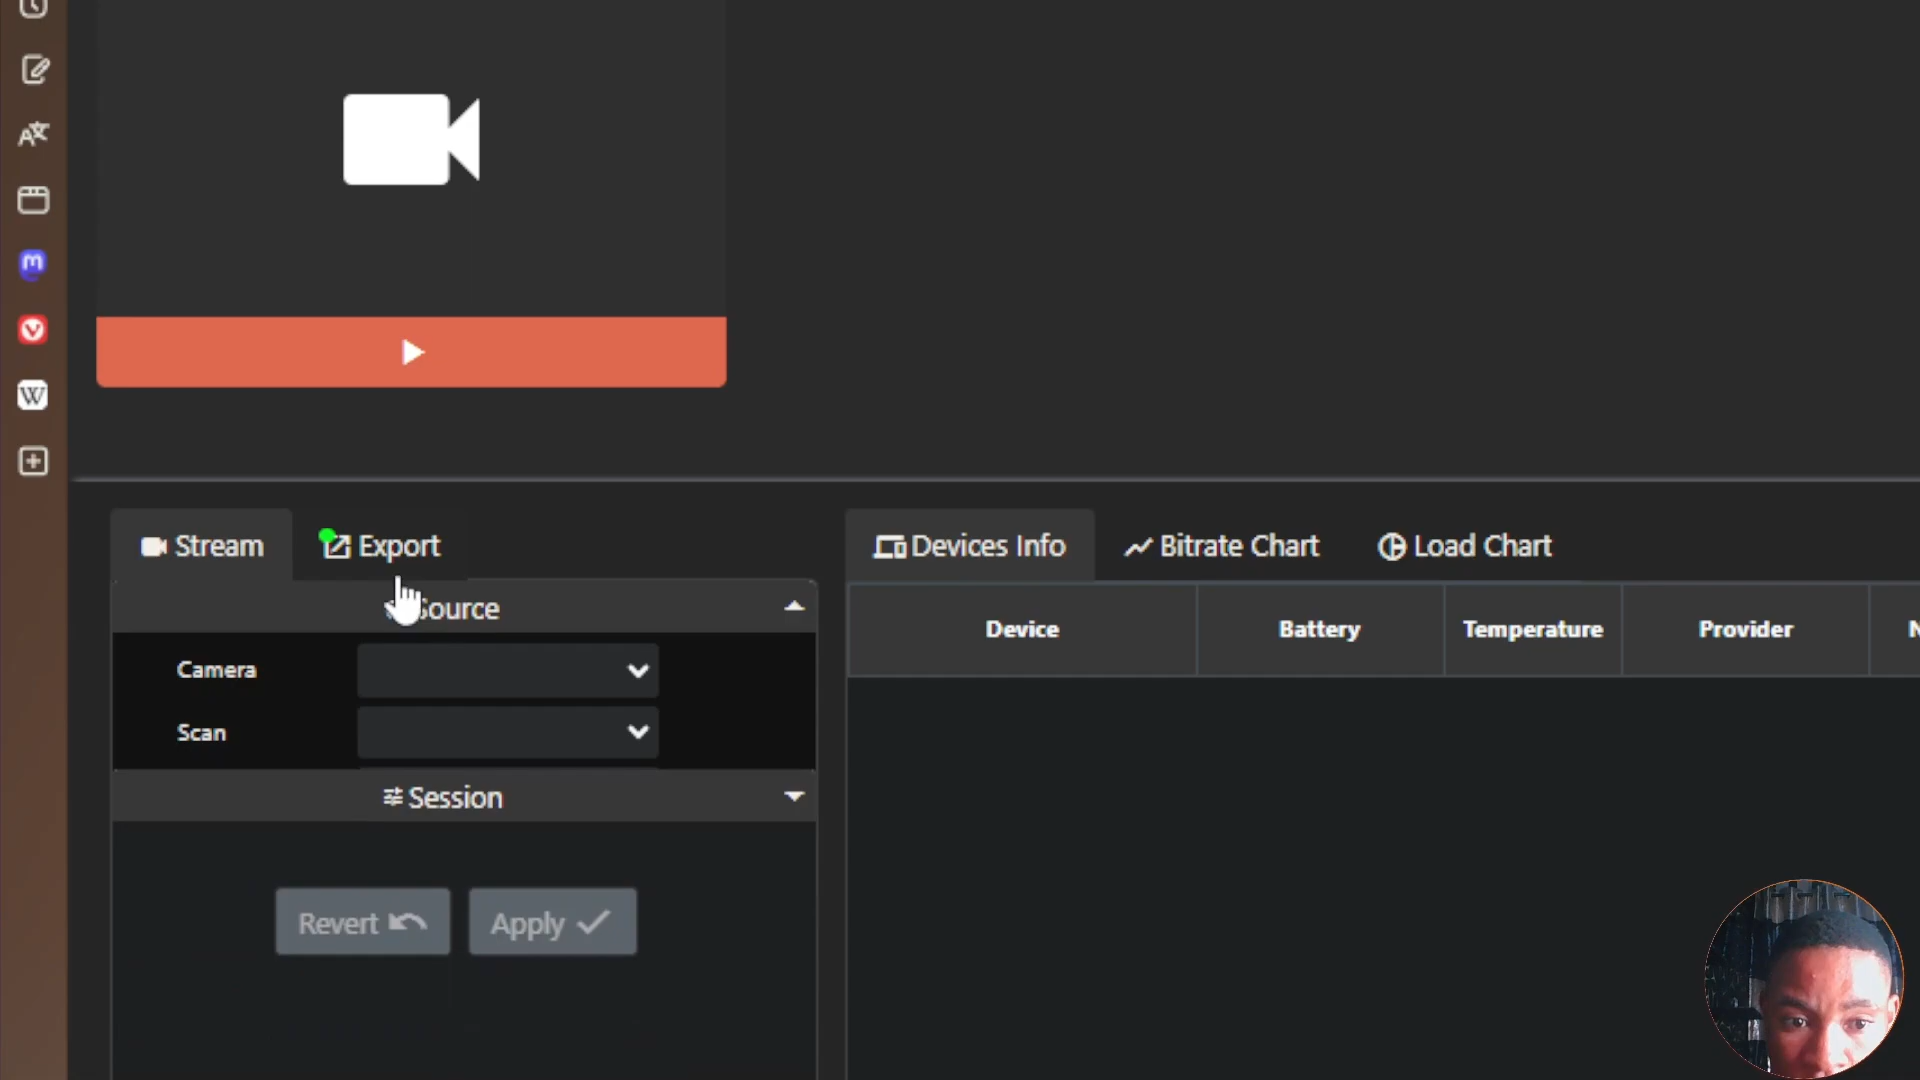 Stream
Export
Source
Camera
Scan
Session
Revert
Apply
Devices Info
Bitrate Chart
Load Chart
Device
Battery
Temperature
Provider